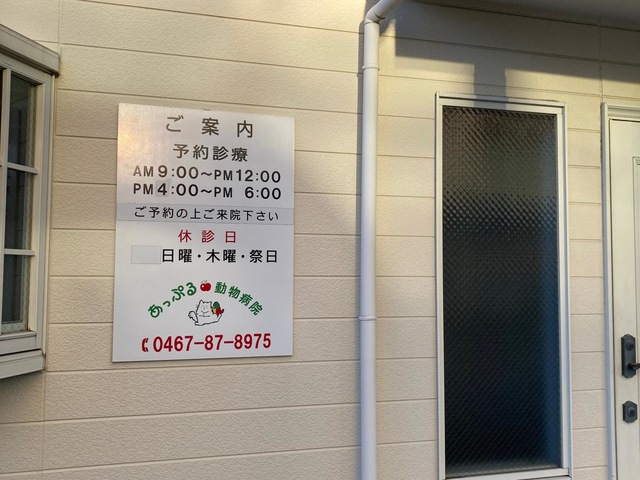 ご案内
予約診療
AM 9:00〜PM 12:00
PM 4:00〜PM 6:00
ご予約の上ご来院下さい
休診日
日曜・木曜・祭日
あっぷる動物病院
0467-87-8975